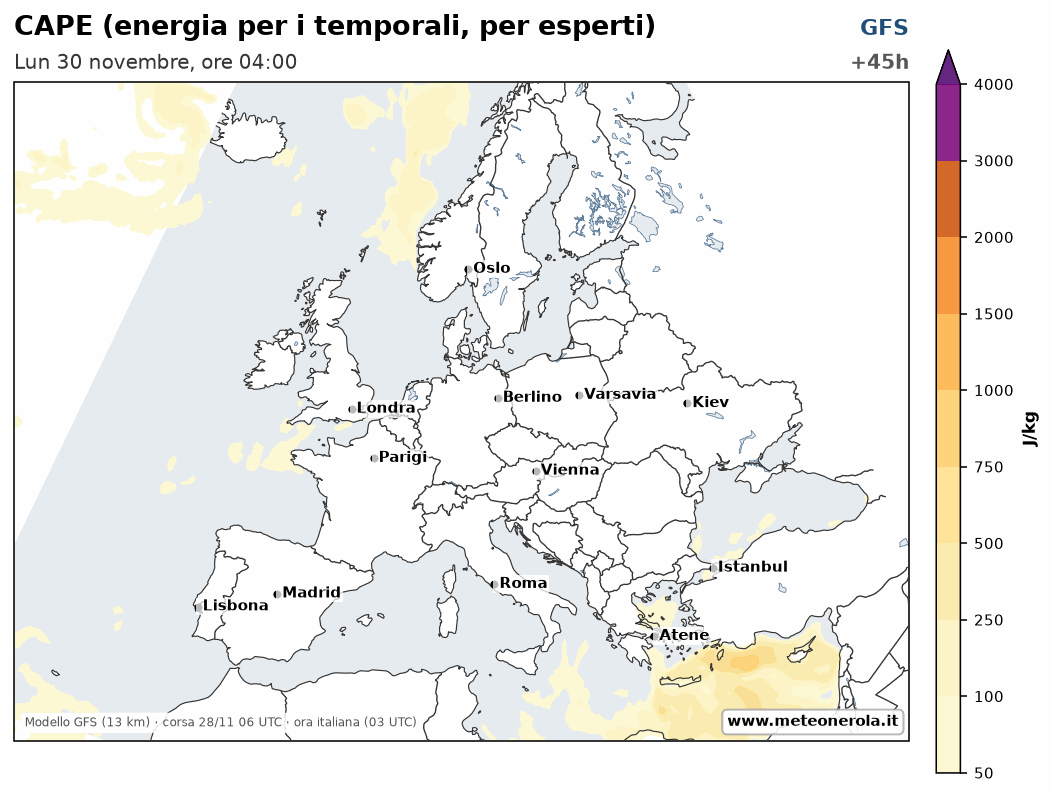 CAPE (energia per i temporali, per esperti)
GFS
Lun 30 novembre, ore 04:00
+45h
4000
3000
2000
1500
1000
750
500
250
100
50
J/kg
Oslo
Londra
Berlino
Varsavia
Kiev
Parigi
Vienna
Istanbul
Roma
Madrid
Lisbona
Atene
Modello GFS (13 km) · corsa 28/11 06 UTC · ora italiana (03 UTC)
www.meteonerola.it